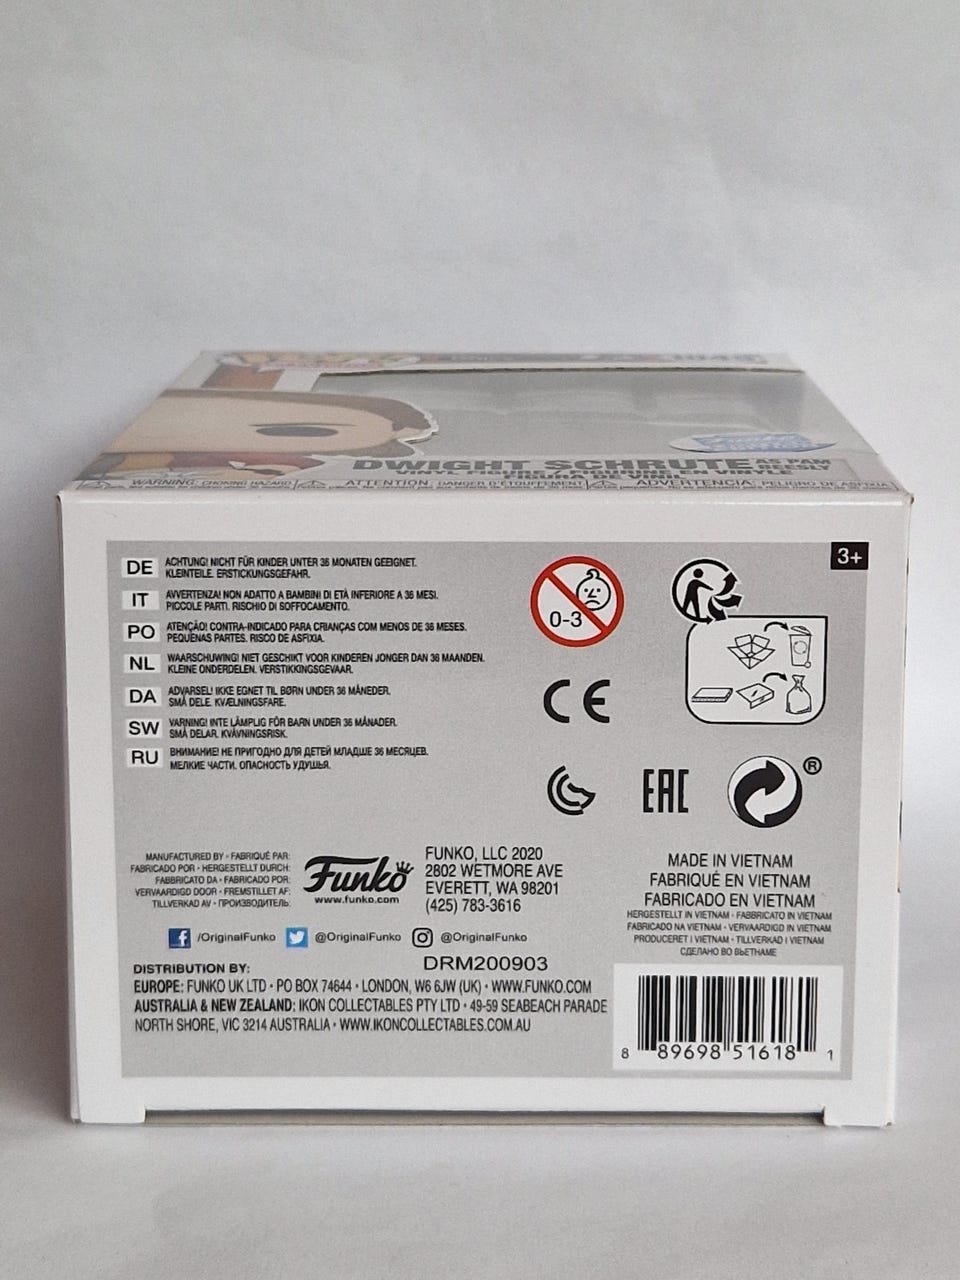 DWIGHT SCHRUTE AS PAM BEESLY
VINYL FIGURE / FIGURINE EN VINYLE
FIGURA DE VINIL
WARNING: CHOKING HAZARD
ATTENTION: DANGER D'ÉTOUFFEMENT
ADVERTENCIA: PELIGRO DE ASFIXIA
3+
DE ACHTUNG! NICHT FÜR KINDER UNTER 36 MONATEN GEEIGNET.
KLEINTEILE. ERSTICKUNGSGEFAHR.
IT AVVERTENZA! NON ADATTO A BAMBINI DI ETÀ INFERIORE A 36 MESI.
PICCOLE PARTI. RISCHIO DI SOFFOCAMENTO.
PO ATENÇÃO! CONTRA-INDICADO PARA CRIANÇAS COM MENOS DE 36 MESES.
PEQUENAS PARTES. RISCO DE ASFIXIA.
NL WAARSCHUWING! NIET GESCHIKT VOOR KINDEREN JONGER DAN 36 MAANDEN.
KLEINE ONDERDELEN. VERSTIKKINGSGEVAAR.
DA ADVARSEL! IKKE EGNET TIL BØRN UNDER 36 MÅNEDER.
SMÅ DELE. KVÆLNINGSFARE.
SW VARNING! INTE LÄMPLIG FÖR BARN UNDER 36 MÅNADER.
SMÅ DELAR. KVÄVNINGSRISK.
RU ВНИМАНИЕ! НЕ ПРИГОДНО ДЛЯ ДЕТЕЙ МЛАДШЕ 36 МЕСЯЦЕВ.
МЕЛКИЕ ЧАСТИ. ОПАСНОСТЬ УДУШЬЯ.
0-3
CE
EAC
®
MANUFACTURED BY • FABRIQUÉ PAR:
FABRICADO POR • HERGESTELLT DURCH:
FABBRICATO DA • FABRICADO POR:
VERVAARDIGD DOOR • FREMSTILLET AF:
TILLVERKAD AV • ПРОИЗВОДИТЕЛЬ:
Funko
www.funko.com
FUNKO, LLC 2020
2802 WETMORE AVE
EVERETT, WA 98201
(425) 783-3616
/OriginalFunko @OriginalFunko @OriginalFunko
DRM200903
DISTRIBUTION BY:
EUROPE: FUNKO UK LTD • PO BOX 74644 • LONDON, W6 6JW (UK) • WWW.FUNKO.COM
AUSTRALIA & NEW ZEALAND: IKON COLLECTABLES PTY LTD • 49-59 SEABEACH PARADE
NORTH SHORE, VIC 3214 AUSTRALIA • WWW.IKONCOLLECTABLES.COM.AU
MADE IN VIETNAM
FABRIQUÉ EN VIETNAM
FABRICADO EN VIETNAM
HERGESTELLT IN VIETNAM • FABBRICATO IN VIETNAM
FABRICADO NA VIETNAM • VERVAARDIGD IN VIETNAM
PRODUCERET I VIETNAM • TILLVERKAD I VIETNAM
СДЕЛАНО ВО ВЬЕТНАМЕ
8 89698 51618 1